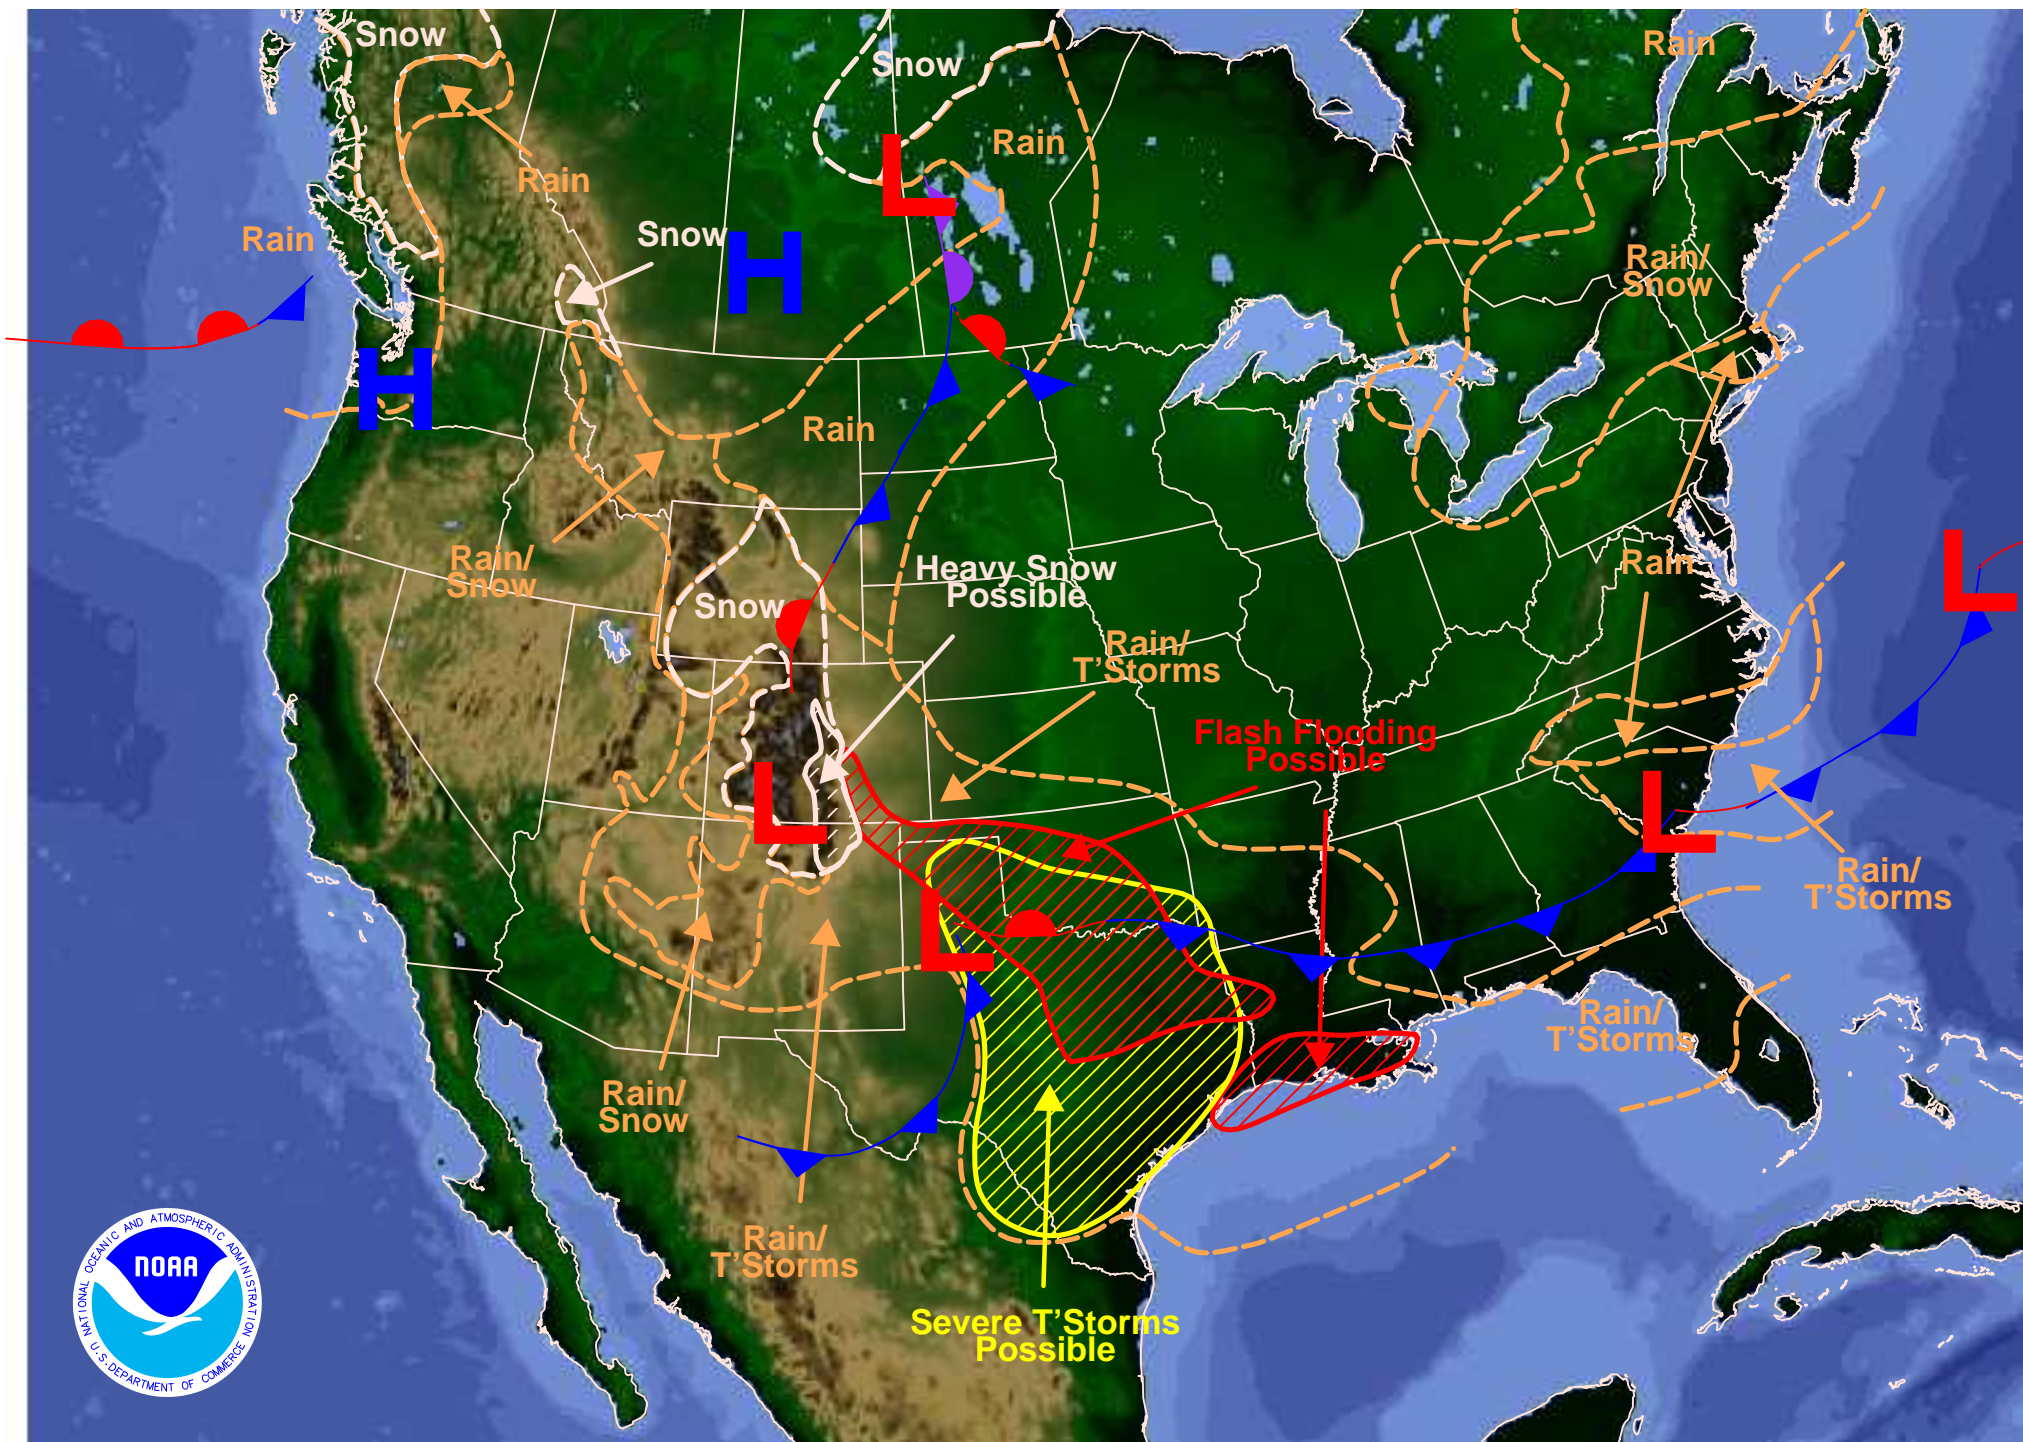 Snow
Snow
Rain
Rain
Rain
Snow
Rain
H
L
Rain/
Snow
H
Rain
Rain/
Snow
Snow
Heavy Snow
Possible
Rain
L
Rain/
T'Storms
Flash Flooding
Possible
L
L
Rain/
T'Storms
L
Rain/
T'Storms
Rain/
Snow
Rain/
T'Storms
Severe T'Storms
Possible
NATIONAL OCEANIC AND ATMOSPHERIC ADMINISTRATION
NOAA
U.S. DEPARTMENT OF COMMERCE